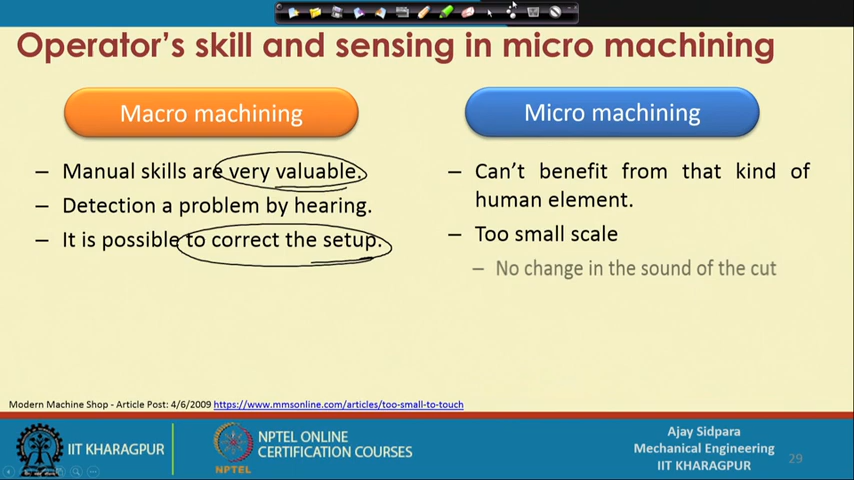 Operator's skill and sensing in micro machining
Macro machining
– Manual skills are very valuable.
– Detection a problem by hearing.
– It is possible to correct the setup.
Micro machining
– Can't benefit from that kind of
human element.
– Too small scale
– No change in the sound of the cut
Modern Machine Shop - Article Post: 4/6/2009 https://www.mmsonline.com/articles/too-small-to-touch
IIT KHARAGPUR
NPTEL
NPTEL ONLINE
CERTIFICATION COURSES
Ajay Sidpara
Mechanical Engineering
IIT KHARAGPUR
29